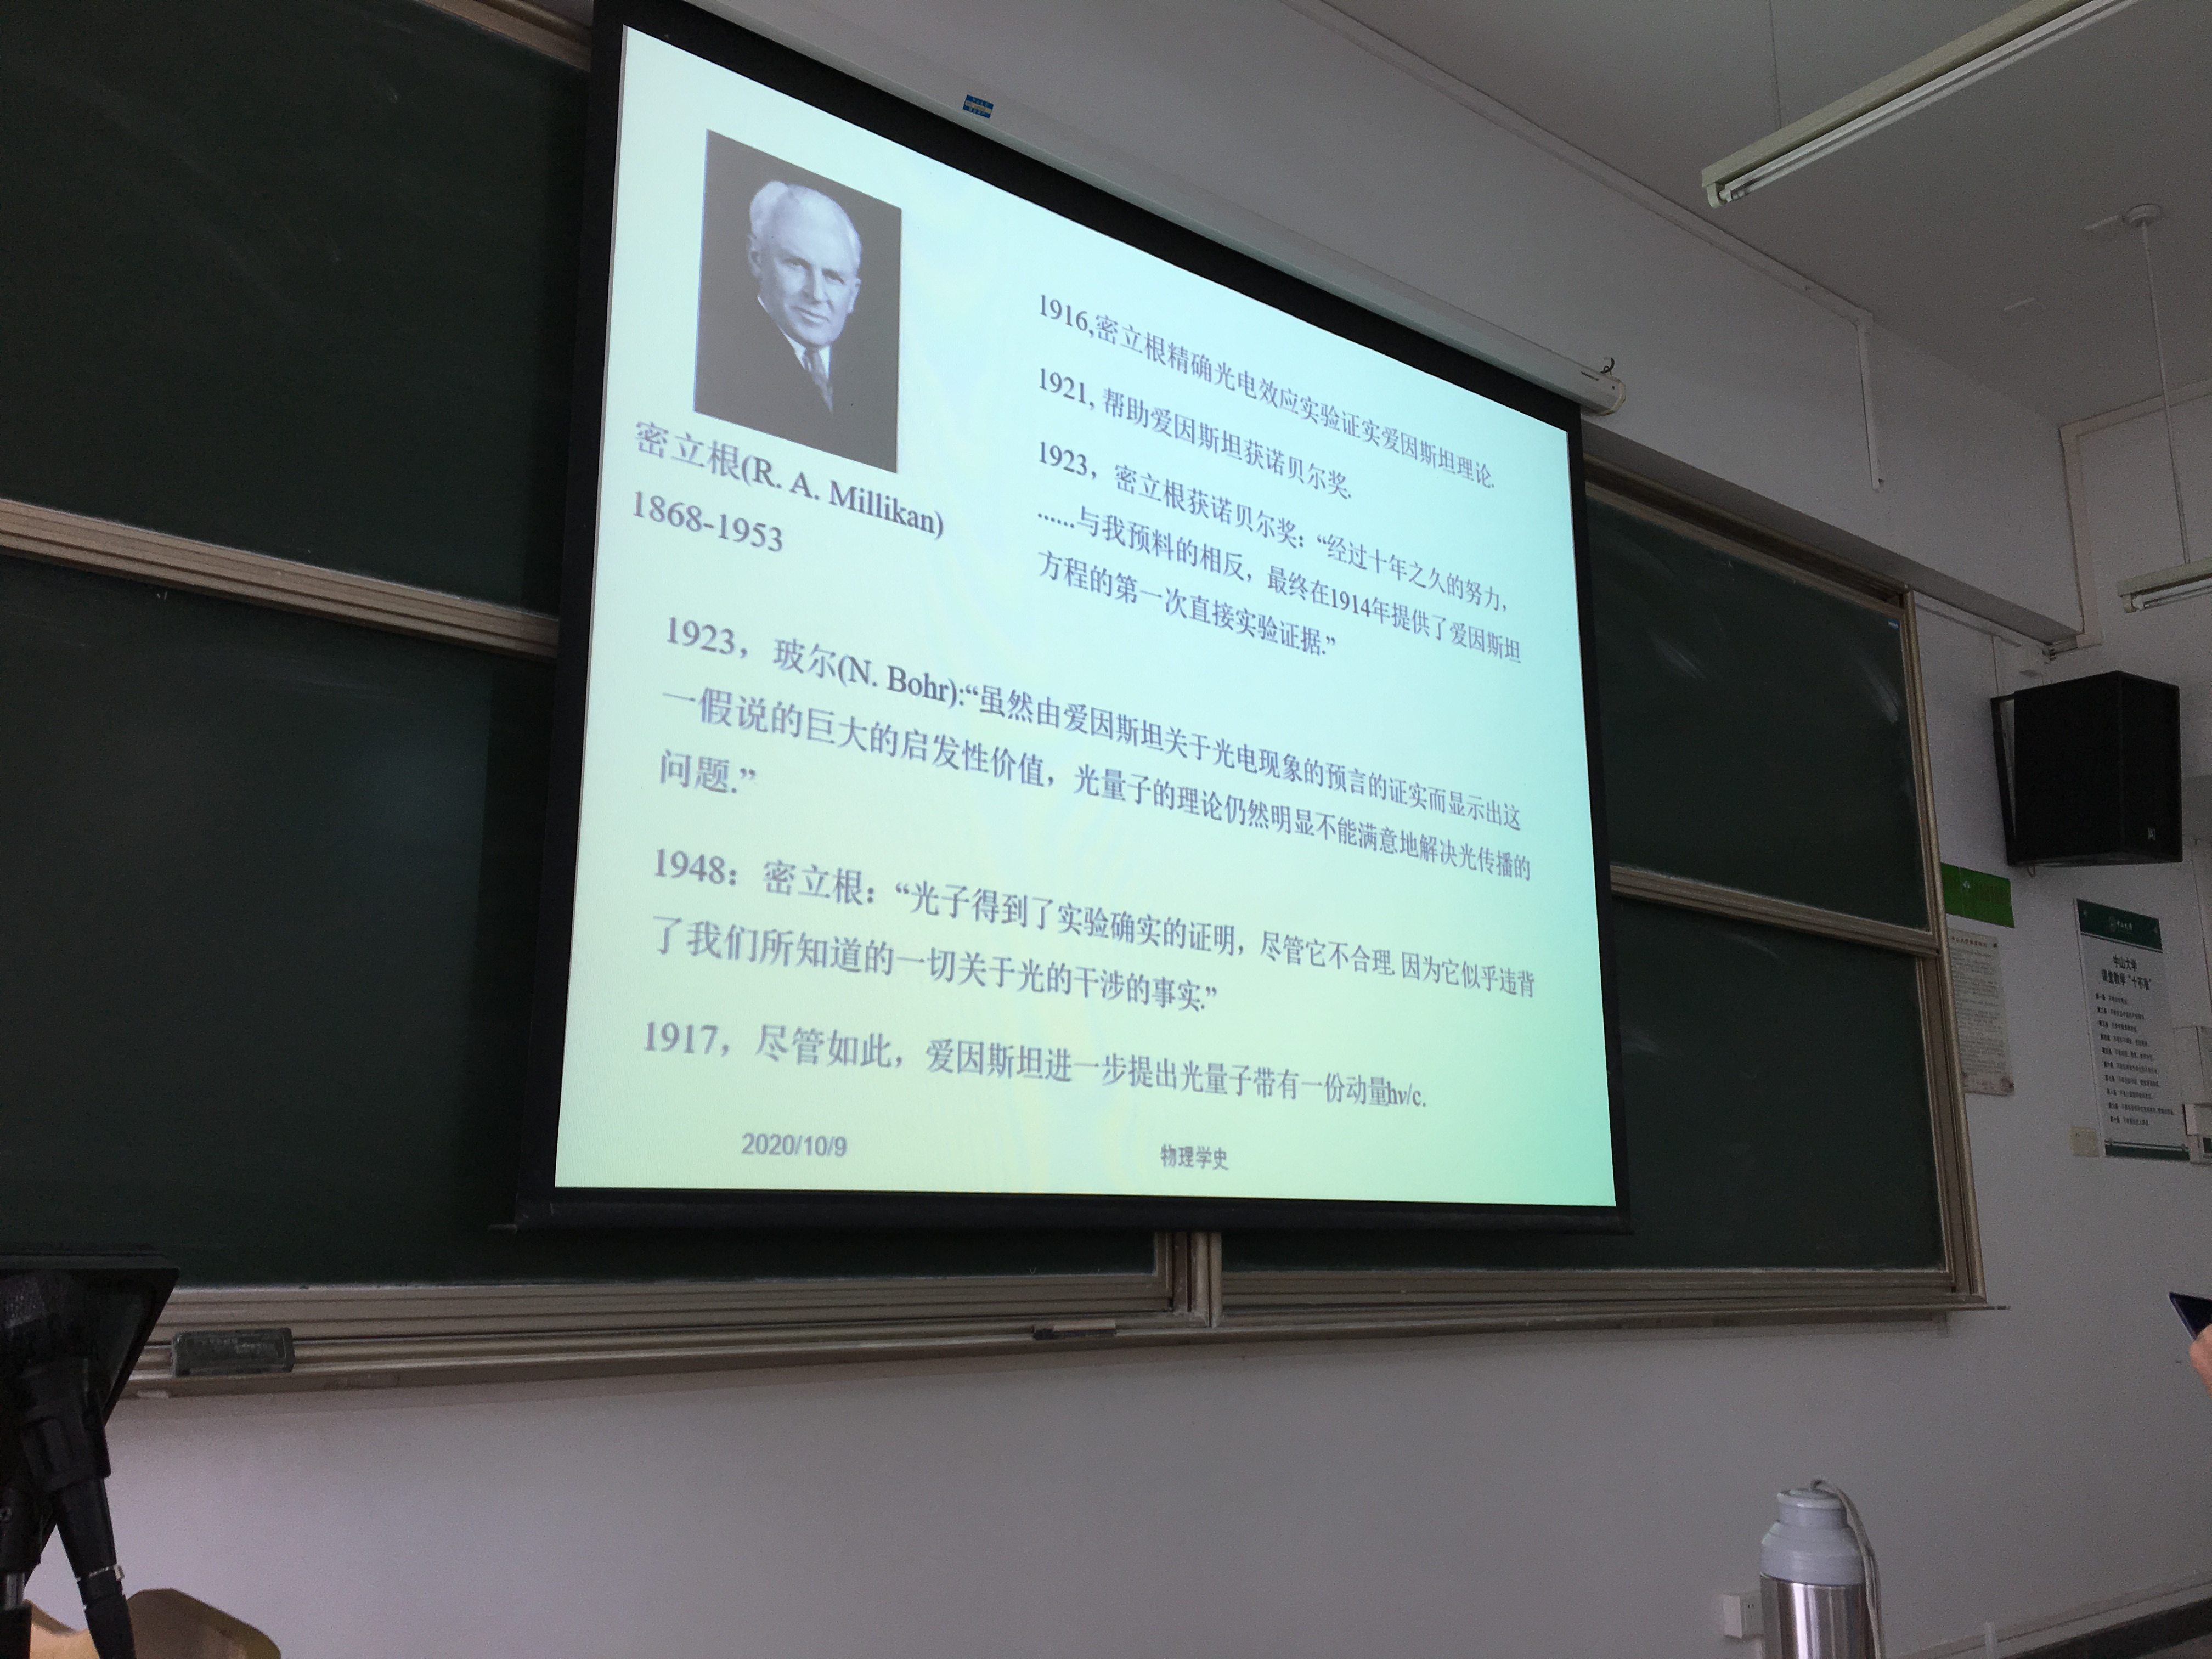 密立根(R. A. Millikan)
1868-1953
1916,密立根精确光电效应实验证实爱因斯坦理论.
1921, 帮助爱因斯坦获诺贝尔奖.
1923，密立根获诺贝尔奖：“经过十年之久的努力，
……与我预料的相反，最终在1914年提供了爱因斯坦
方程的第一次直接实验证据.”
1923，玻尔(N. Bohr):“虽然由爱因斯坦关于光电现象的预言的证实而显示出这
一假说的巨大的启发性价值，光量子的理论仍然明显不能满意地解决光传播的
问题.”
1948：密立根：“光子得到了实验确实的证明，尽管它不合理.因为它似乎违背
了我们所知道的一切关于光的干涉的事实.”
1917，尽管如此，爱因斯坦进一步提出光量子带有一份动量hν/c.
2020/10/9
物理学史
中山大学
课堂教学“十不准”